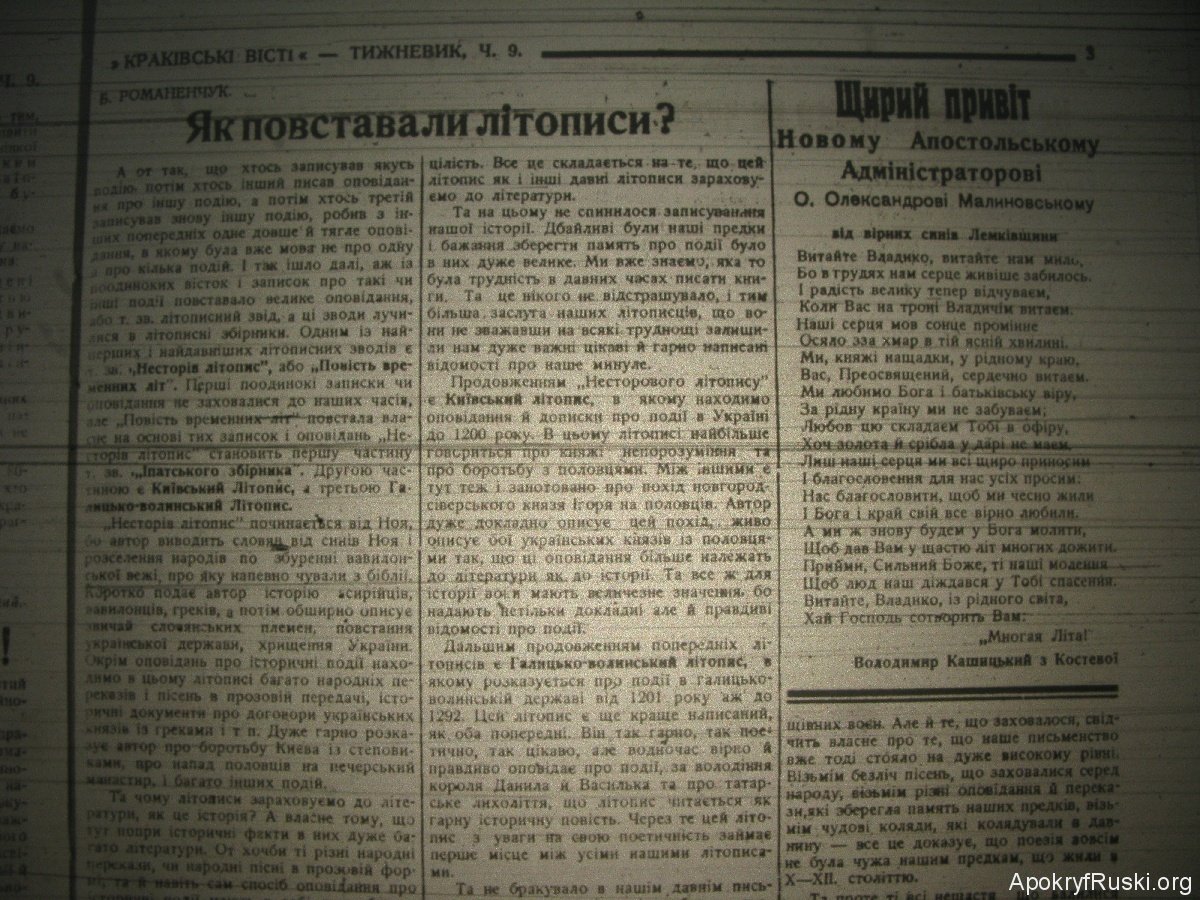 „КРАКІВСЬКІ ВІСТІ“ — ТИЖНЕВИК, Ч. 9.
3
Б. РОМАНЕНЧУК.
Як повставали літописи?
А от так, що хтось записував якусь
подію, потім хтось інший писав оповідан-
ня про іншу подію, а потім хтось третій
записував знову іншу подію, робив з ін-
ших попередніх одне довше й тягле опові-
дання, в якому була вже мова не про одну
а про кілька подій. І так ішло далі, аж із
поодиноких вісток і записок про такі чи
інші події повставало велике оповідання,
або т. зв. літописний звід, а ці зводи лучи-
лися в літописні збірники. Одним із най-
перших і найдавніших літописних зводів є
т. зв. „Несторів літопис", або „Повість вре-
менних літ". Перші поодинокі записки чи
оповідання не заховалися до наших часів,
але „Повість временних літ" повстала вла-
сне на основі тих записок і оповідань „Не-
сторів літопис" становить першу частину
т. зв. „Іпатського збірника". Другою час-
тиною є Київський Літопис, а третьою Га-
лицько-волинський Літопис.
„Несторів літопис" починається від Ноя,
бо автор виводить словян від синів Ноя і
розселення народів по збуренні вавилон-
ської вежі, про яку напевно чували з біблії.
Коротко подає автор історію асирійців,
вавилонців, греків, а потім обширно описує
звичаї словянських племен, повстання
української держави, хрищення України.
Окрім оповідань про історичні події нахо-
димо в цьому літописі багато народніх пе-
реказів і пісень в прозовій передачі, істо-
ричні документи про договори українських
князів із греками і т п. Дуже гарно розка-
зує автор про боротьбу Києва із степови-
ками, про напад половців на печерський
манастир, і багато інших подій.
Та чому літописи зараховуємо до літе-
ратури, як це історія? А власне тому, що
тут попри історичні факти в них дуже ба-
гато літератури. От хочби ті різні народні
перекази, чи народні пісні в прозовій фор-
мі, та й навіть сам спосіб оповідання про
цілість. Все це складається на те, що цей
літопис як і інші давні літописи зарахову-
ємо до літератури.
Та на цьому не спинилося записування
нашої історії. Дбайливі були наші предки
і бажання зберегти память про події було
в них дуже велике. Ми вже знаємо, яка то
була трудність в давних часах писати кни-
ги. Та це нікого не відстрашувало, і тим
більша заслуга наших літописців, що во-
ни не зважавши на всякі труднощі залиши-
ли нам дуже важні цікаві й гарно написані
відомості про наше минуле.
Продовженням „Несторового літопису"
є Київський літопис, в якому находимо
оповідання й дописки про події в Україні
до 1200 року. В цьому літописі найбільше
говориться про княжі непорозуміння та
про боротьбу з половцями. Між іншими є
тут теж і занотовано про похід новгород-
сіверського князя Ігоря на половців. Автор
дуже докладно описує цей похід, живо
описує бої українських князів із половця-
ми так, що ці оповідання більше належать
до літератури як до історії. Та все ж для
історії вони мають величезне значення, бо
надають нетільки докладні але й правдиві
відомості про події.
Дальшим продовженням попередніх лі-
тописів є Галицько-волинський літопис, в
якому розказується про події в галицько-
волинській державі від 1201 року аж до
1292. Цей літопис є ще краще написаний,
як оба попередні. Він так гарно, так пое-
тично, так цікаво, але водночас вірно й
правдиво оповідає про події, за володіння
короля Данила й Василька та про татар-
ське лихоліття, що літопис читається як
гарну історичну повість. Через те цей літо-
пис з уваги на свою поетичність займає
перше місце між усіми нашими літописа-
ми.
Та не бракувало в нашім давнім пись-
Щирий привіт
Новому Апостольському
Адміністраторові
О. Олександрові Малиновському
від вірних синів Лемківщини
Витайте Владико, витайте нам мило,
Бо в грудях нам серце живіше забилось.
І радість велику тепер відчуваєм,
Коли Вас на троні Владичім витаєм.
Наші серця мов сонце промінне
Осяло зза хмар в тій ясній хвилині.
Ми, княжі нащадки, у рідному краю,
Вас, Преосвящений, сердечно витаєм.
Ми любимо Бога і батьківську віру,
За рідну країну ми не забуваєм;
Любов цю складаєм Тобі в офіру,
Хоч золота й срібла у дарі не маєм.
Лиш наші серця ми всі щиро приносим
І благословення для нас усіх просим:
Нас благословити, щоб ми чесно жили
І Бога і край свій все вірно любили.
А ми ж знову будем у Бога молити,
Щоб дав Вам у щастю літ многих дожити.
Прийми, Сильний Боже, ті наші молення
Щоб люд наш діждався у Тобі спасення.
Витайте, Владико, із рідного світа,
Хай Господь сотворить Вам:
„Многая Літа!
Володимир Кашицький з Костевої
щівних воєн. Але й те, що заховалося, свід-
чить власне про те, що наше письменство
вже тоді стояло на дуже високому рівні.
Візьмім безліч пісень, що заховалися серед
народу, візьмім різні оповідання й перека-
зи,які зберегла память наших предків, візь-
мім чудові коляди, які колядували в дав-
нину — все це доказує, що поезія зовсім
не була чужа нашим предкам, що жили в
X—XII. століттю.
ApokryfRuski.org